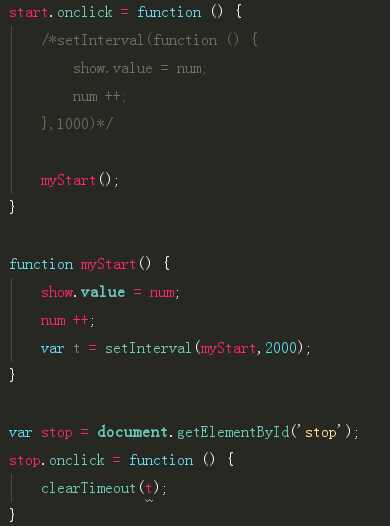 start.onclick = function () {
/*setInterval(function () {
show.value = num;
num ++;
},1000)*/
myStart();
}
function myStart() {
show.value = num;
num ++;
var t = setInterval(myStart,2000);
}
var stop = document.getElementById('stop');
stop.onclick = function () {
clearTimeout(t);
}